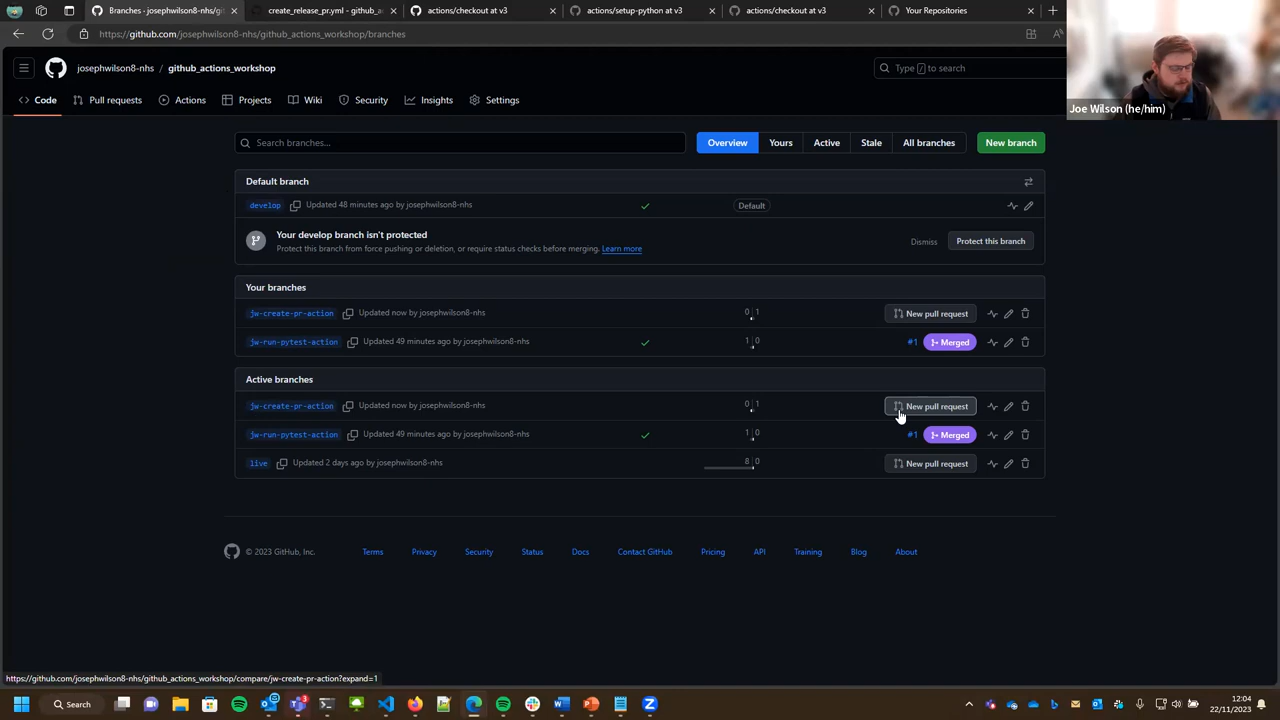 Branches · josephwilson8-nhs/gi
create_release_pr.yml - github_a
actions/checkout at v3
actions/setup-python at v3
actions/checkout at v3
Your Repositories
https://github.com/josephwilson8-nhs/github_actions_workshop/branches
josephwilson8-nhs / github_actions_workshop
Type / to search
Code
Pull requests
Actions
Projects
Wiki
Security
Insights
Settings
Joe Wilson (he/him)
Search branches...
Overview
Yours
Active
Stale
All branches
New branch
Default branch
develop Updated 48 minutes ago by josephwilson8-nhs Default
Your develop branch isn't protected
Protect this branch from force pushing or deletion, or require status checks before merging. Learn more
Dismiss
Protect this branch
Your branches
jw-create-pr-action Updated now by josephwilson8-nhs 0 1 New pull request
jw-run-pytest-action Updated 49 minutes ago by josephwilson8-nhs 1 0 #1 Merged
Active branches
jw-create-pr-action Updated now by josephwilson8-nhs 0 1 New pull request
jw-run-pytest-action Updated 49 minutes ago by josephwilson8-nhs 1 0 #1 Merged
live Updated 2 days ago by josephwilson8-nhs 8 0 New pull request
© 2023 GitHub, Inc. Terms Privacy Security Status Docs Contact GitHub Pricing API Training Blog About
https://github.com/josephwilson8-nhs/github_actions_workshop/compare/jw-create-pr-action?expand=1
Search
12:04
22/11/2023